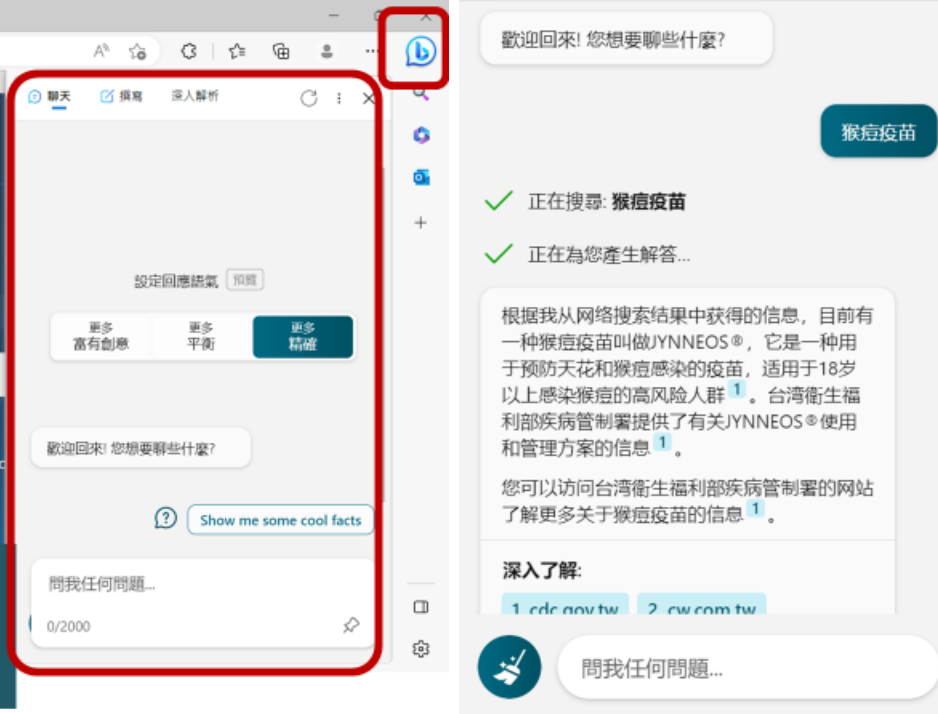 聊天 撰寫 深入解析
設定回應語氣 預覽
更多
富有創意
更多
平衡
更多
精確
歡迎回來! 您想要聊些什麼?
Show me some cool facts
問我任何問題...
0/2000
歡迎回來! 您想要聊些什麼?
猴痘疫苗
正在搜尋: 猴痘疫苗
正在為您產生解答...
根据我从网络搜索结果中获得的信息，目前有
一种猴痘疫苗叫做JYNNEOS®，它是一种用
于预防天花和猴痘感染的疫苗，适用于18岁
以上感染猴痘的高风险人群 1 。台湾衛生福
利部疾病管制署提供了有关JYNNEOS®使用
和管理方案的信息 1 。
您可以访问台湾衛生福利部疾病管制署的网站
了解更多关于猴痘疫苗的信息 1 。
深入了解:
1. cdc.gov.tw 2. cw.com.tw
問我任何問題...